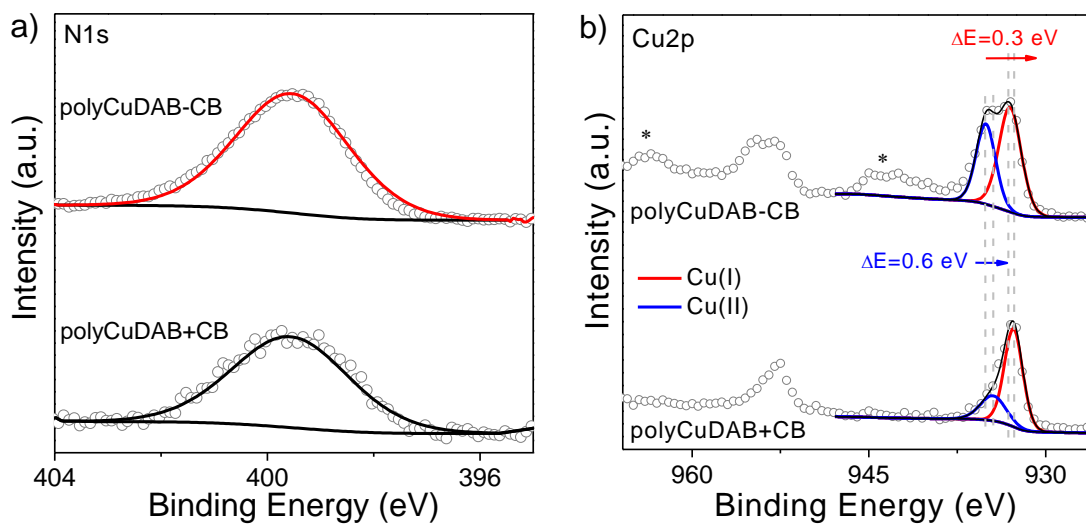 a)
N1s
polyCuDAB-CB
polyCuDAB+CB
Intensity (a.u.)
404
400
396
Binding Energy (eV)
b)
Cu2p
ΔE=0.3 eV
*
*
polyCuDAB-CB
ΔE=0.6 eV
Cu(I)
Cu(II)
polyCuDAB+CB
Intensity (a.u.)
960
945
930
Binding Energy (eV)